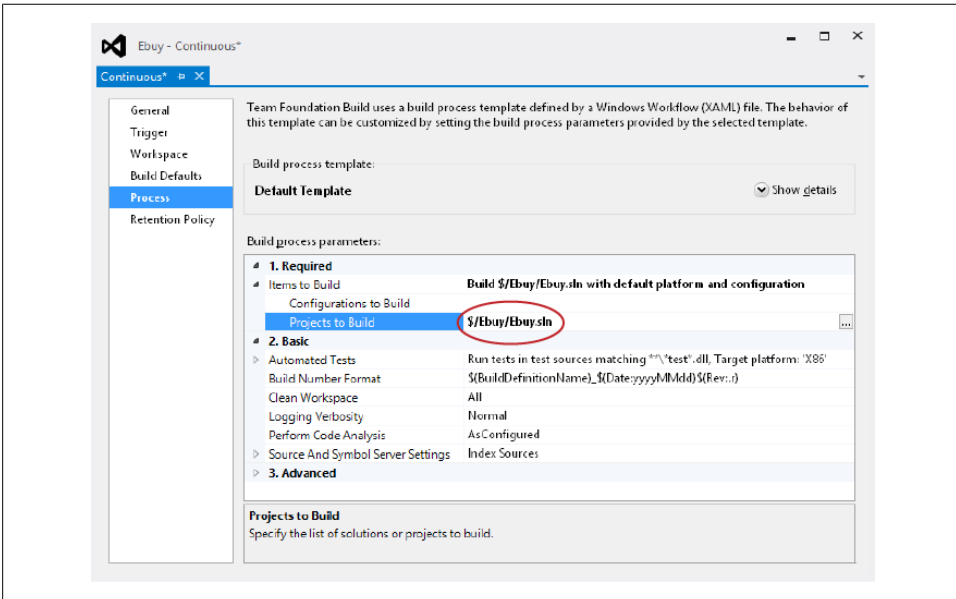 Ebuy - Continuous*
Continuous*
General
Trigger
Workspace
Build Defaults
Process
Retention Policy
Team Foundation Build uses a build process template defined by a Windows Workflow (XAML) file. The behavior of
this template can be customized by setting the build process parameters provided by the selected template.
Build process template:
Default Template
Show details
Build process parameters:
1. Required
Items to Build Build $/Ebuy/Ebuy.sln with default platform and configuration
Configurations to Build
Projects to Build $/Ebuy/Ebuy.sln ...
2. Basic
Automated Tests Run tests in test sources matching **\*test*.dll, Target platform: 'X86'
Build Number Format $(BuildDefinitionName)_$(Date:yyyyMMdd)$(Rev:.r)
Clean Workspace All
Logging Verbosity Normal
Perform Code Analysis AsConfigured
Source And Symbol Server Settings Index Sources
3. Advanced
Projects to Build
Specify the list of solutions or projects to build.